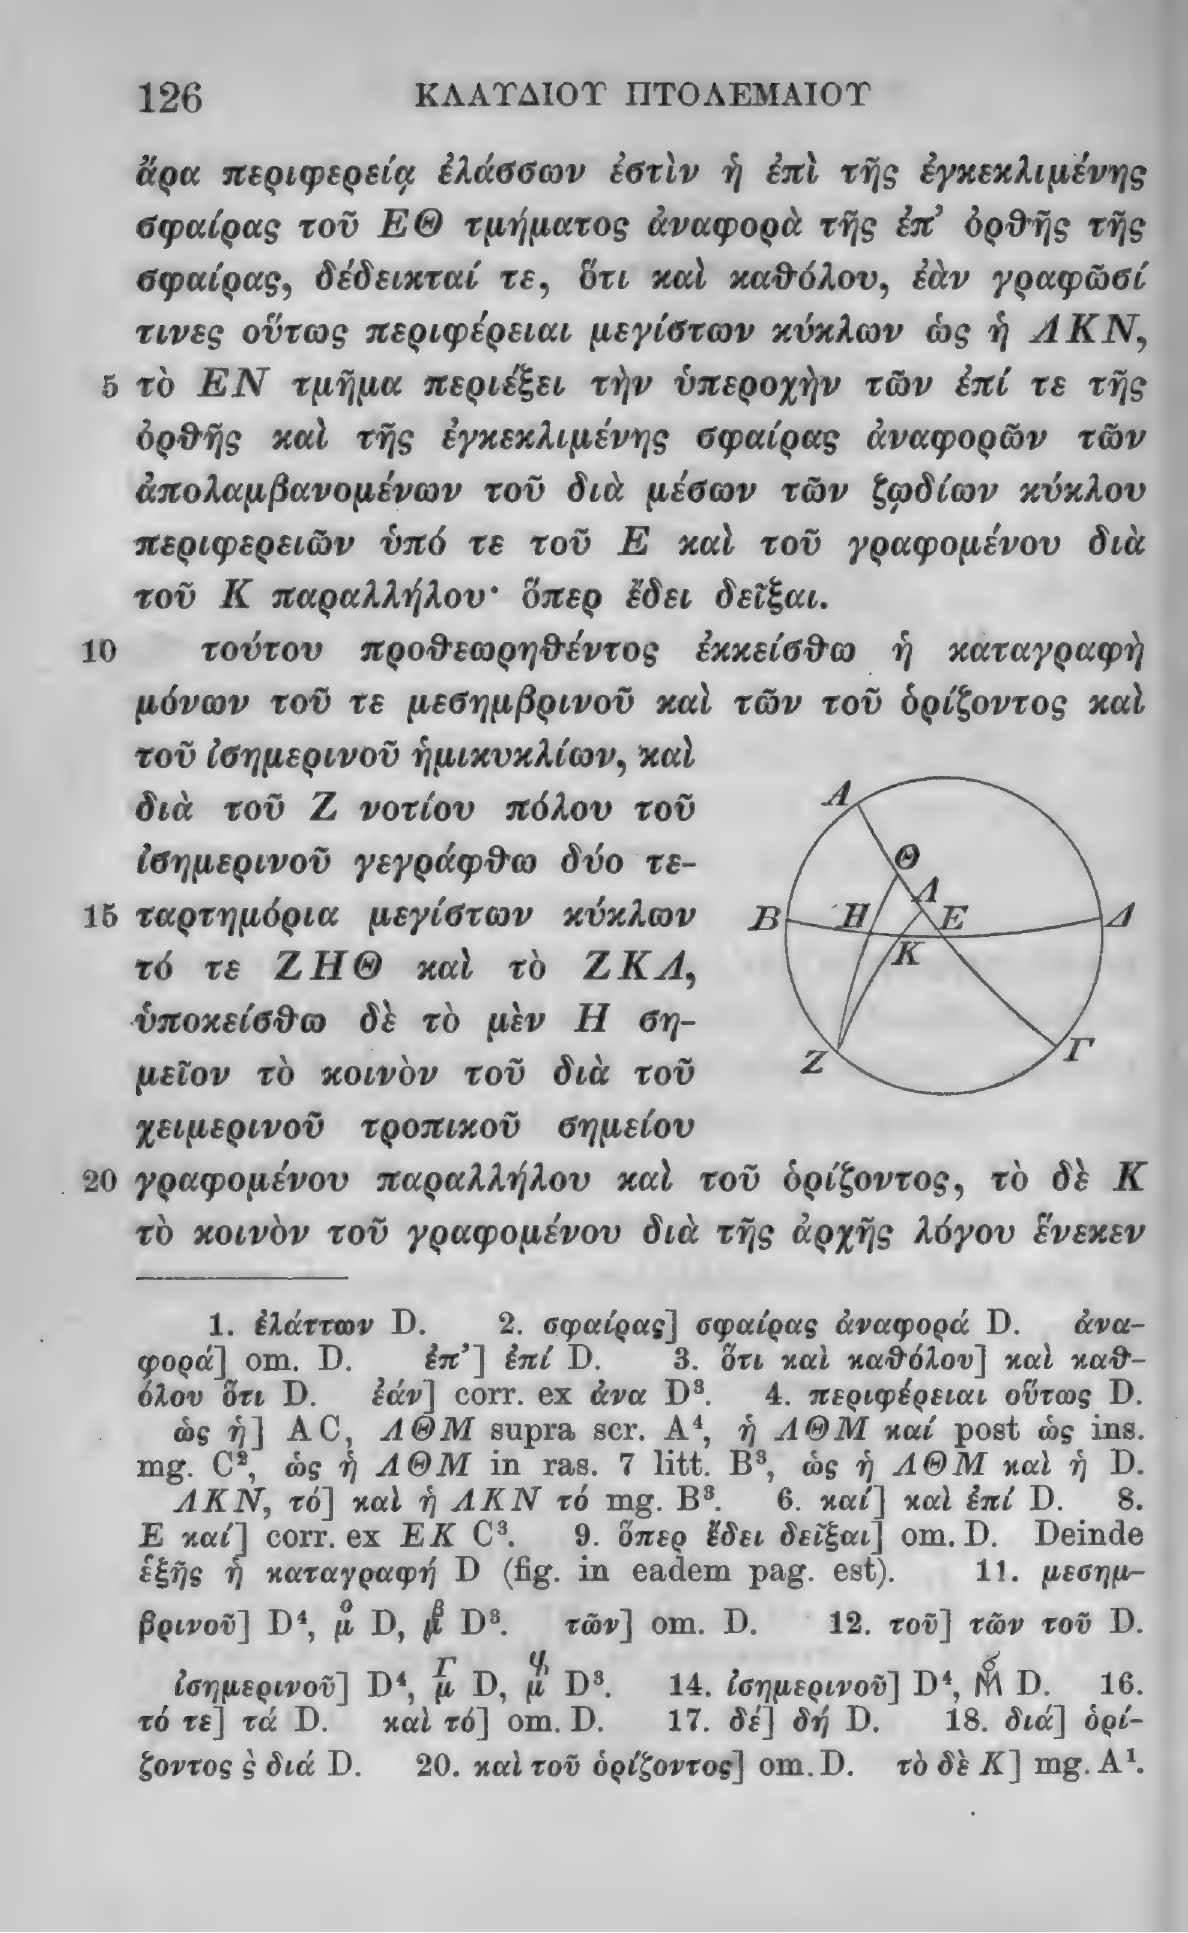 126 ΚΛΑΥΔΙΟΥ ΠΤΟΛΕΜΑΙΟΥ
ἄρα περιφερείᾳ ἐλάσσων ἐστὶν ἡ ἐπὶ τῆς ἐγκεκλιμένης
σφαίρας τοῦ ΕΘ τμήματος ἀναφορὰ τῆς ἐπ’ ὀρθῆς τῆς
σφαίρας, δέδεικταί τε, ὅτι καὶ καθόλου, ἐὰν γραφῶσί
τινες οὕτως περιφέρειαι μεγίστων κύκλων ὡς ἡ ΛΚΝ,
5 τὸ ΕΝ τμῆμα περιέξει τὴν ὑπεροχὴν τῶν ἐπί τε τῆς
ὀρθῆς καὶ τῆς ἐγκεκλιμένης σφαίρας ἀναφορῶν τῶν
ἀπολαμβανομένων τοῦ διὰ μέσων τῶν ζῳδίων κύκλου
περιφερειῶν ὑπό τε τοῦ Ε καὶ τοῦ γραφομένου διὰ
τοῦ Κ παραλλήλου· ὅπερ ἔδει δεῖξαι.
10 τούτου προθεωρηθέντος ἐκκείσθω ἡ καταγραφὴ
μόνων τοῦ τε μεσημβρινοῦ καὶ τῶν τοῦ ὁρίζοντος καὶ
τοῦ ἰσημερινοῦ ἡμικυκλίων, καὶ
διὰ τοῦ Ζ νοτίου πόλου τοῦ
ἰσημερινοῦ γεγράφθω δύο τε-
15 ταρτημόρια μεγίστων κύκλων
τό τε ΖΗΘ καὶ τὸ ΖΚΛ,
ὑποκείσθω δὲ τὸ μὲν Η ση-
μεῖον τὸ κοινὸν τοῦ διὰ τοῦ
χειμερινοῦ τροπικοῦ σημείου
20 γραφομένου παραλλήλου καὶ τοῦ ὁρίζοντος, τὸ δὲ Κ
τὸ κοινὸν τοῦ γραφομένου διὰ τῆς ἀρχῆς λόγου ἕνεκεν
Α
Θ
Λ
Β Η Ε Δ
Κ
Ζ Γ
1. ἐλάττων D. 2. σφαίρας] σφαίρας ἀναφορά D. ἀνα-
φορά] om. D. ἐπ’] ἐπί D. 3. ὅτι καὶ καθόλου] καὶ καθ-
όλου ὅτι D. ἐάν] corr. ex ἀνα D³. 4. περιφέρειαι οὕτως D.
ὡς ἡ] AC, ΛΘΜ supra scr. A⁴, ἡ ΛΘΜ καί post ὡς ins.
mg. C², ὡς ἡ ΛΘΜ in ras. 7 litt. B³, ὡς ἡ ΛΘΜ καὶ ἡ D.
ΛΚΝ, τό] καὶ ἡ ΛΚΝ τό mg. B³. 6. καί] καὶ ἐπί D. 8.
Ε καί] corr. ex ΕΚ C³. 9. ὅπερ ἔδει δεῖξαι] om. D. Deinde
ἑξῆς ἡ καταγραφή D (fig. in eadem pag. est). 11. μεσημ-
βρινοῦ] D⁴, μ̊ D, D³. τῶν] om. D. 12. τοῦ] τῶν τοῦ D.
ἰσημερινοῦ] D⁴, D, D³. 14. ἰσημερινοῦ] D⁴, D. 16.
τό τε] τά D. καὶ τό] om. D. 17. δέ] δή D. 18. διά] ὁρί-
ζοντος διά D. 20. καὶ τοῦ ὁρίζοντος] om. D. τὸ δὲ Κ] mg. A¹.